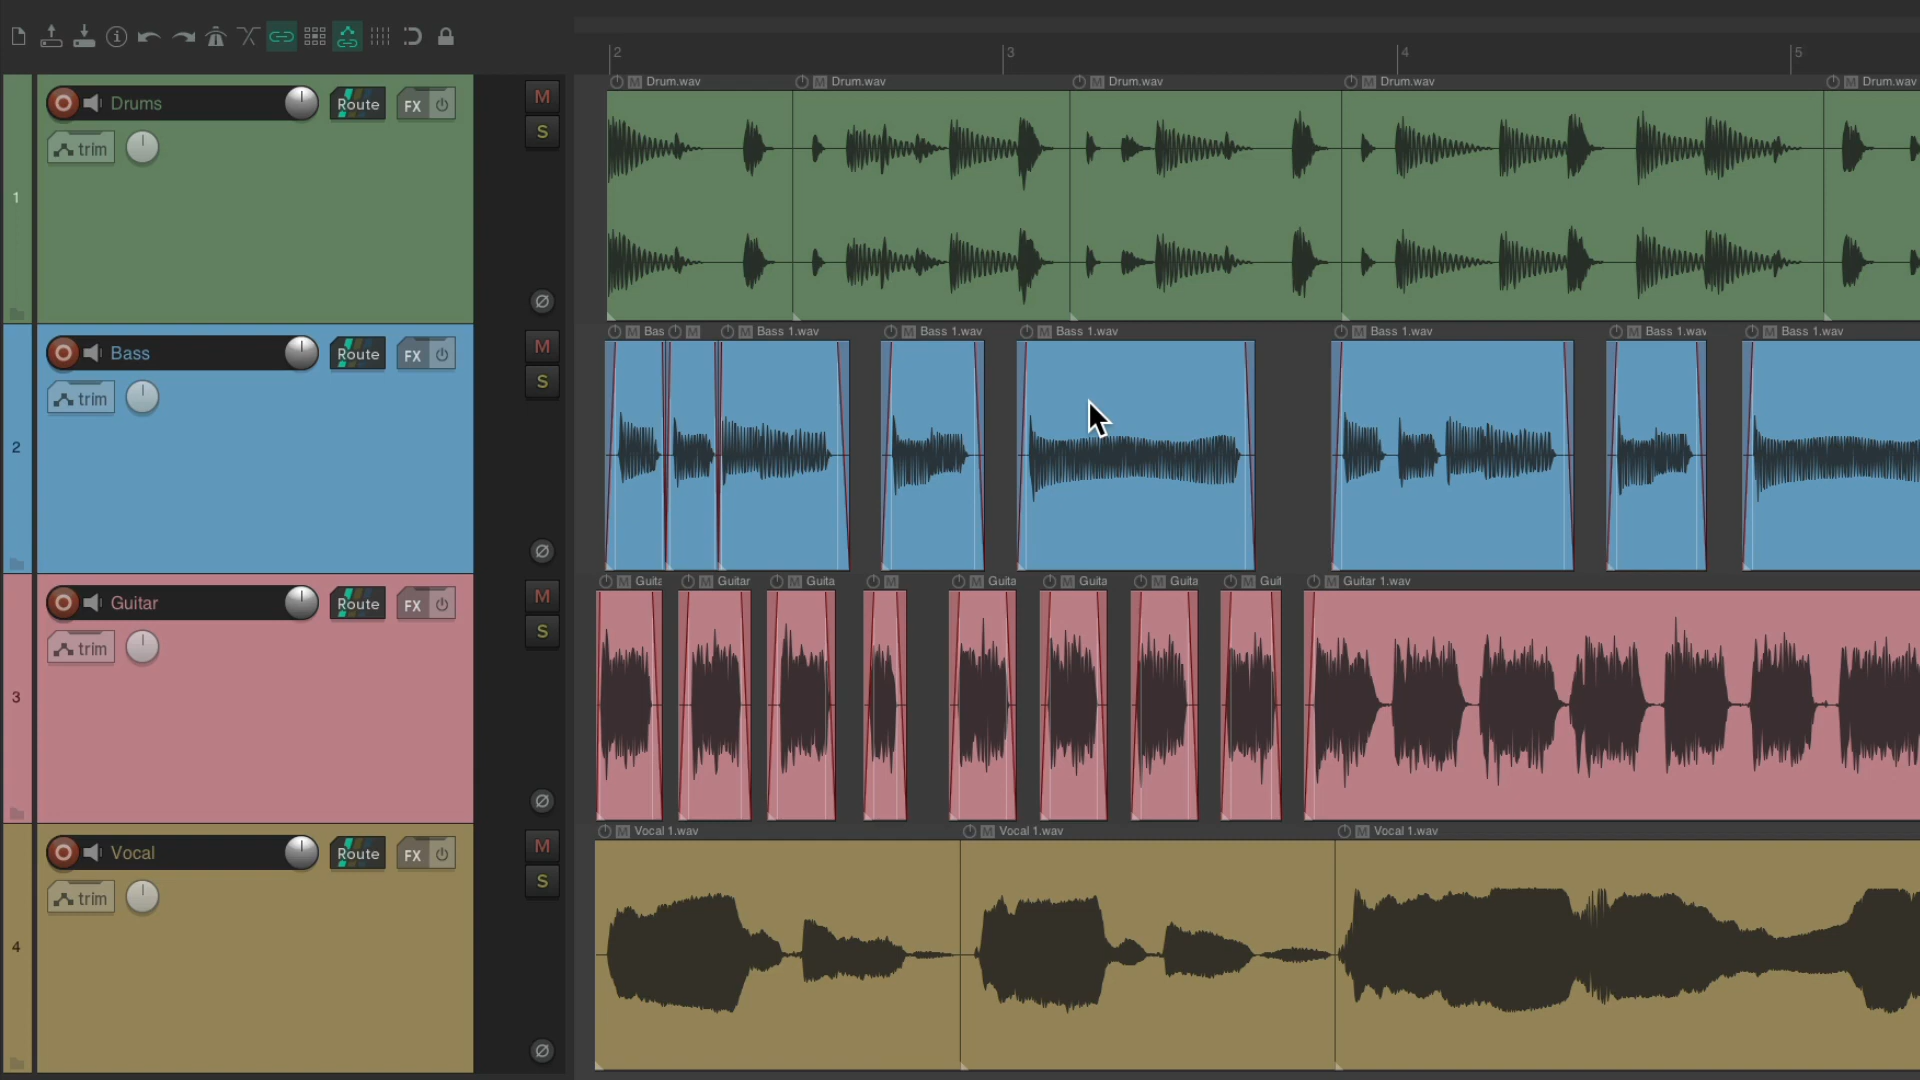 2 3 4 5
M Drum.wav M Drum.wav M Drum.wav M Drum.wav M Drum.wav
Drums Route FX M
trim S
1
M Bas M M Bass 1.wav M Bass 1.wav M Bass 1.wav M Bass 1.wav M Bass 1.wav M Bass 1.wav
Bass Route FX M
trim S
2
M Guita M Guitar M Guita M M Guita M Guita M Guita M Guit M Guitar 1.wav
Guitar Route FX M
trim S
3
M Vocal 1.wav M Vocal 1.wav M Vocal 1.wav
Vocal Route FX M
trim S
4